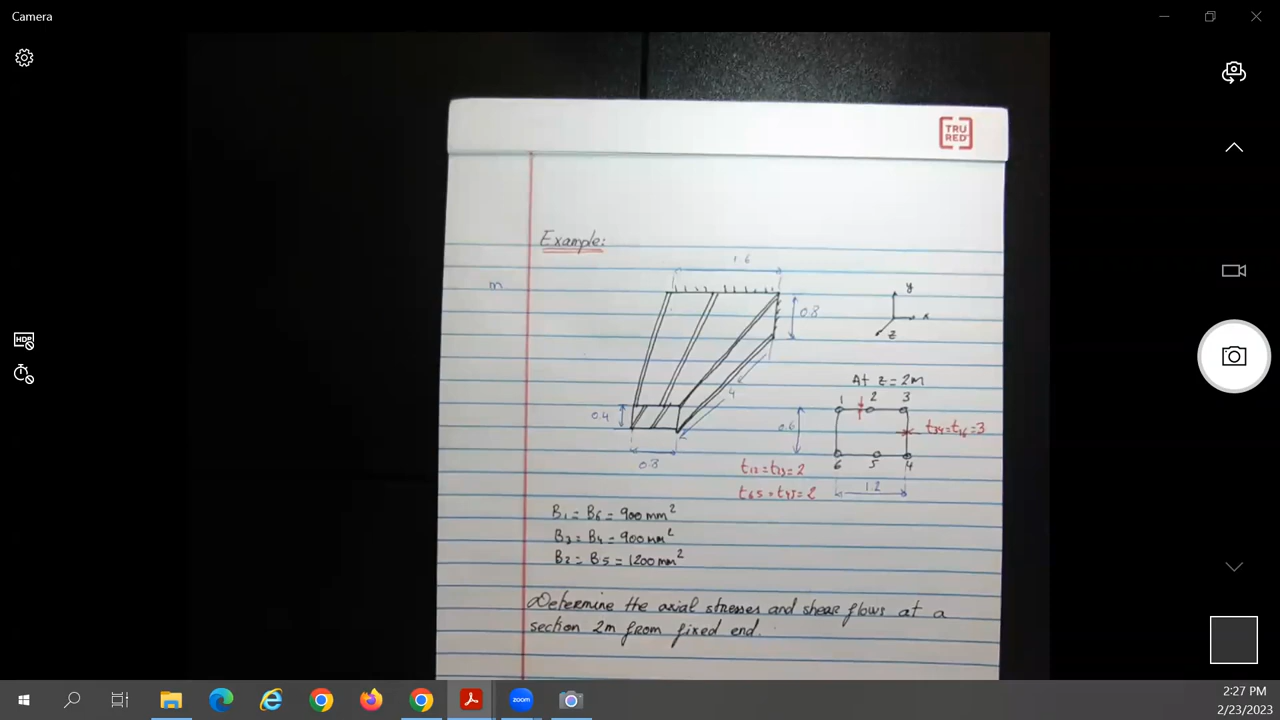 Camera
TRU
RED
Example:
1.6
m
0.8
y
x
z
At z = 2m
1 2 3
4
0.4
0.6
t34=t16=3
6 5 4
0.8
t12=t23=2
1.2
t65=t45=2
B1 = B6 = 900 mm2
B3 = B4 = 900 mm2
B2 = B5 = 1200 mm2
Determine the axial stresses and shear flows at a
section 2m from fixed end.
zoom
2:27 PM
2/23/2023